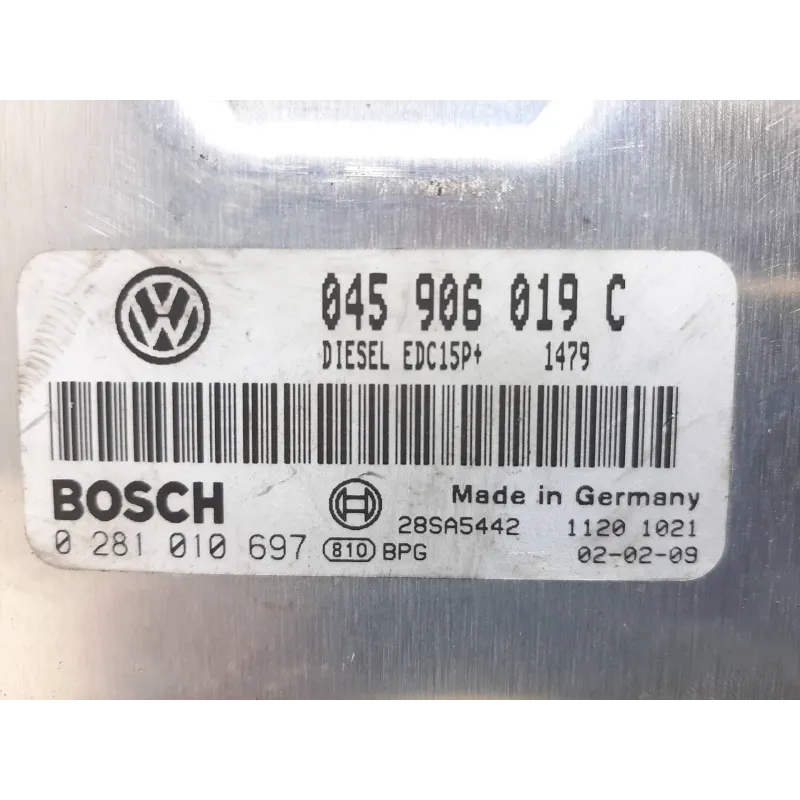 045 906 019 C
DIESEL EDC15P+ 1479
BOSCH Made in Germany
28SA5442 1120 1021
0 281 010 697 810 BPG 02-02-09